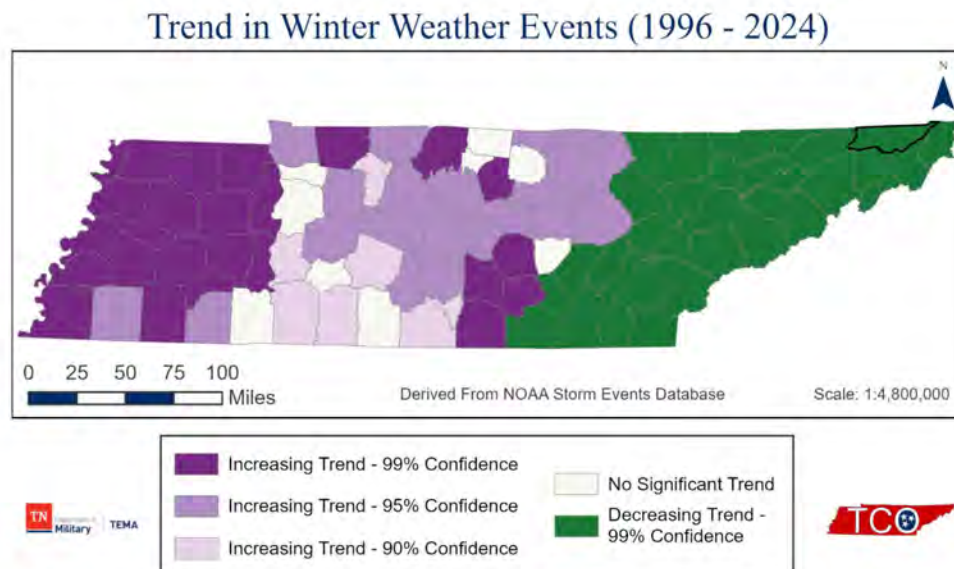 Trend in Winter Weather Events (1996 - 2024)
N
0 25 50 75 100
Miles
Derived From NOAA Storm Events Database
Scale: 1:4,800,000
Increasing Trend - 99% Confidence
Increasing Trend - 95% Confidence
Increasing Trend - 90% Confidence
No Significant Trend
Decreasing Trend -
99% Confidence
TN
Department of
Military
TEMA
TCO